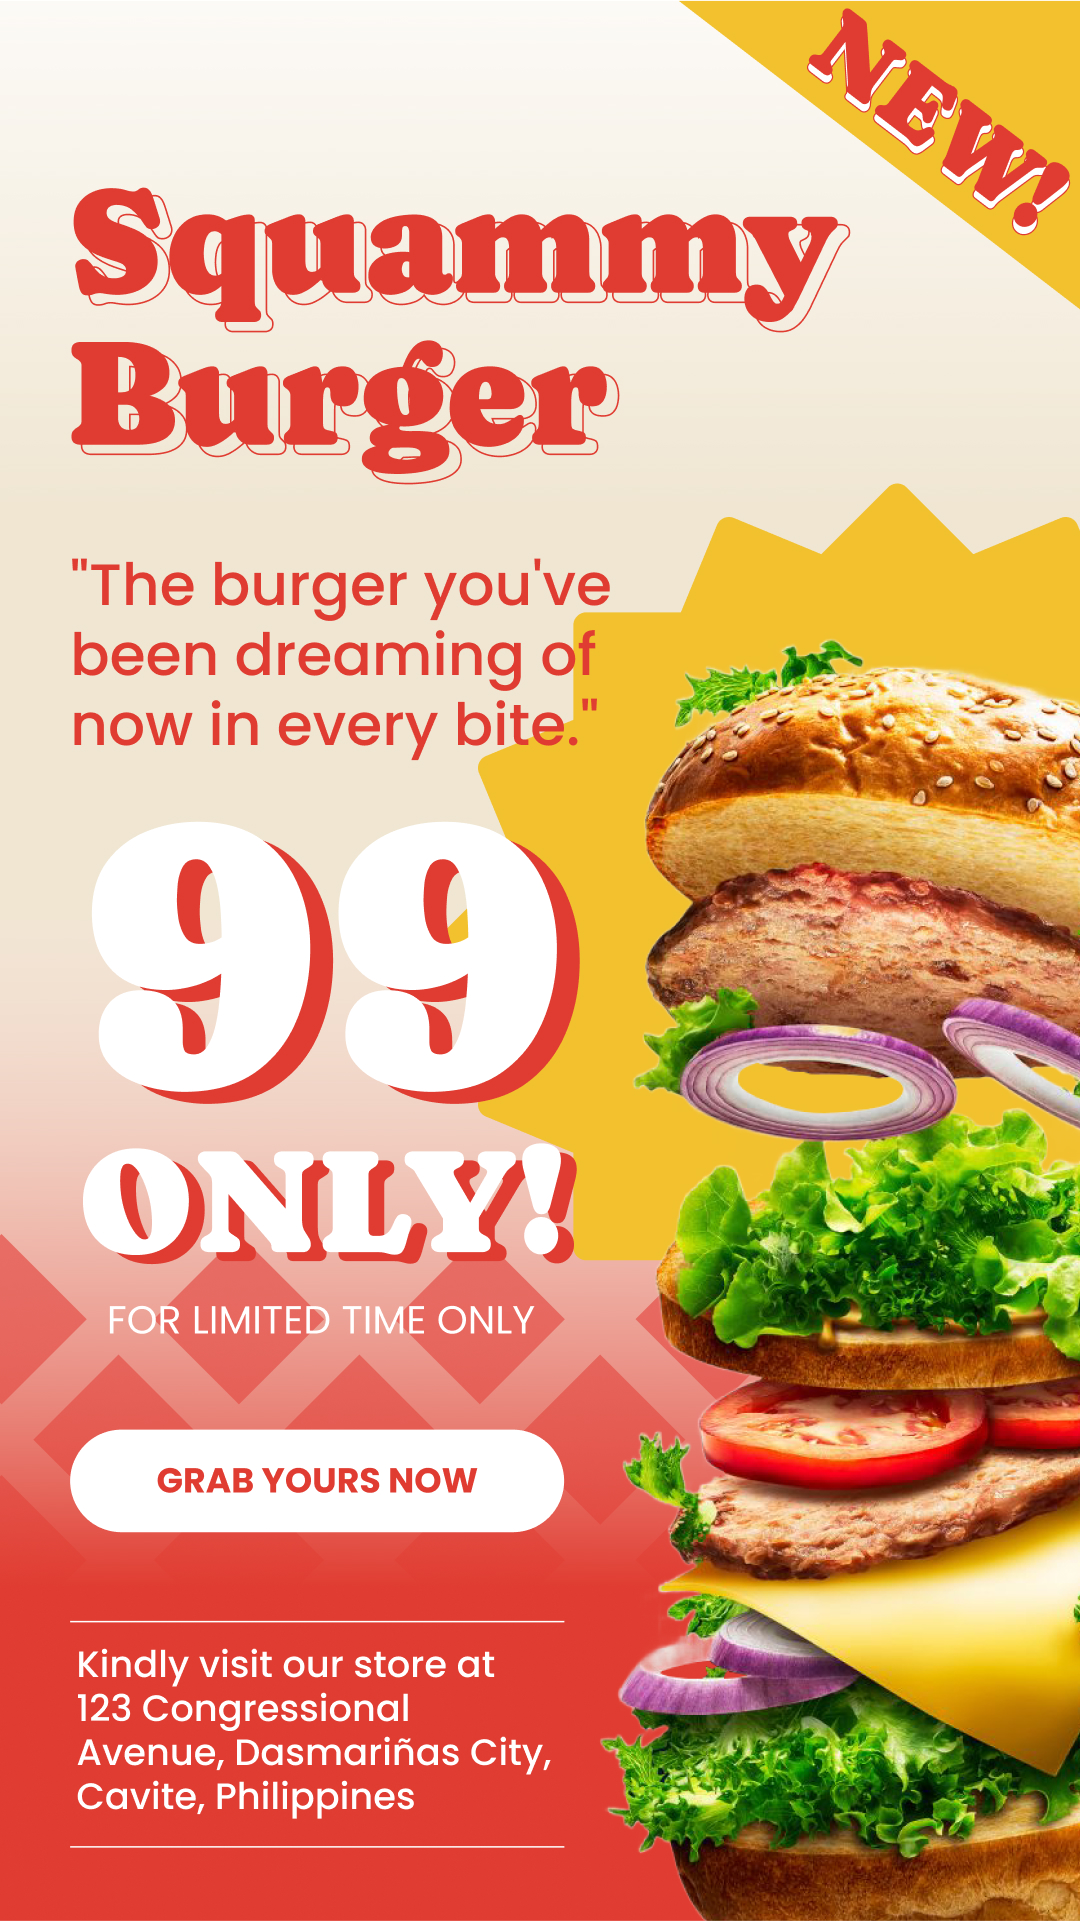 NEW!
Squammy
Burger
"The burger you've
been dreaming of
now in every bite."
99
ONLY!
FOR LIMITED TIME ONLY
GRAB YOURS NOW
Kindly visit our store at
123 Congressional
Avenue, Dasmariñas City,
Cavite, Philippines